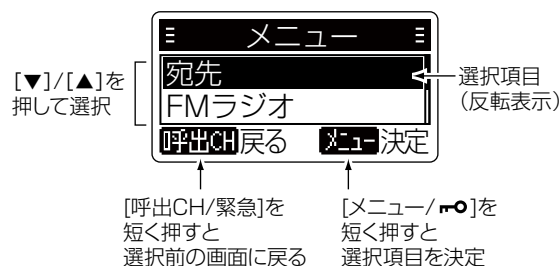 メニュー
宛先
FMラジオ
呼出CH戻る
メニュー決定
[▼]/[▲]を
押して選択
選択項目
(反転表示)
[呼出CH/緊急]を
短く押すと
選択前の画面に戻る
[メニュー/ ]を
短く押すと
選択項目を決定